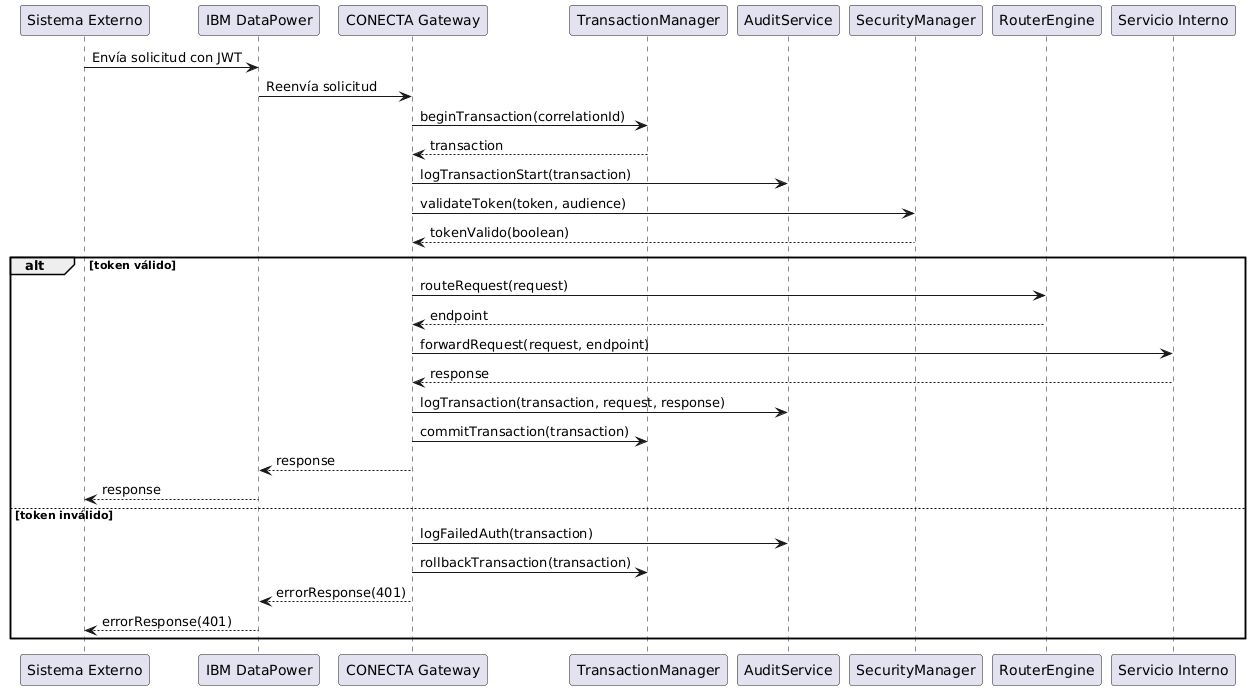 Sistema Externo
IBM DataPower
CONECTA Gateway
TransactionManager
AuditService
SecurityManager
RouterEngine
Servicio Interno
Envía solicitud con JWT
Reenvía solicitud
beginTransaction(correlationId)
transaction
logTransactionStart(transaction)
validateToken(token, audience)
tokenValido(boolean)
alt
[token válido]
routeRequest(request)
endpoint
forwardRequest(request, endpoint)
response
logTransaction(transaction, request, response)
commitTransaction(transaction)
response
response
[token inválido]
logFailedAuth(transaction)
rollbackTransaction(transaction)
errorResponse(401)
errorResponse(401)
Sistema Externo
IBM DataPower
CONECTA Gateway
TransactionManager
AuditService
SecurityManager
RouterEngine
Servicio Interno